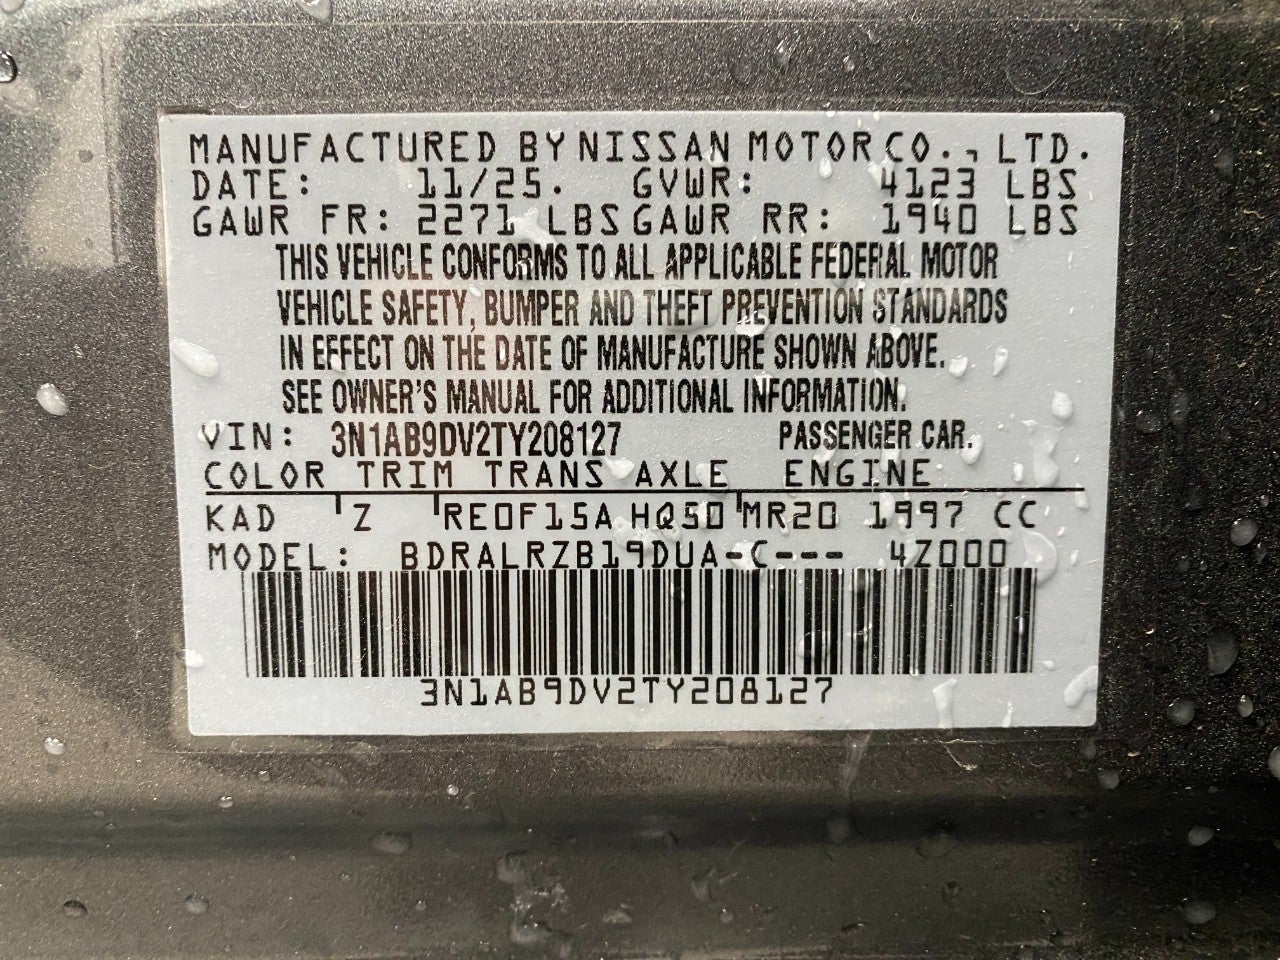 MANUFACTURED BY NISSAN MOTOR CO., LTD.
DATE: 11/25. GVWR: 4123 LBS
GAWR FR: 2271 LBS GAWR RR: 1940 LBS
THIS VEHICLE CONFORMS TO ALL APPLICABLE FEDERAL MOTOR
VEHICLE SAFETY, BUMPER AND THEFT PREVENTION STANDARDS
IN EFFECT ON THE DATE OF MANUFACTURE SHOWN ABOVE.
SEE OWNER'S MANUAL FOR ADDITIONAL INFORMATION.
VIN: 3N1AB9DV2TY208127 PASSENGER CAR.
COLOR TRIM TRANS AXLE ENGINE
KAD Z RE0F15A HQ50 MR20 1997 CC
MODEL: BDRALRZB19DUA-C--- 4Z000
3N1AB9DV2TY208127